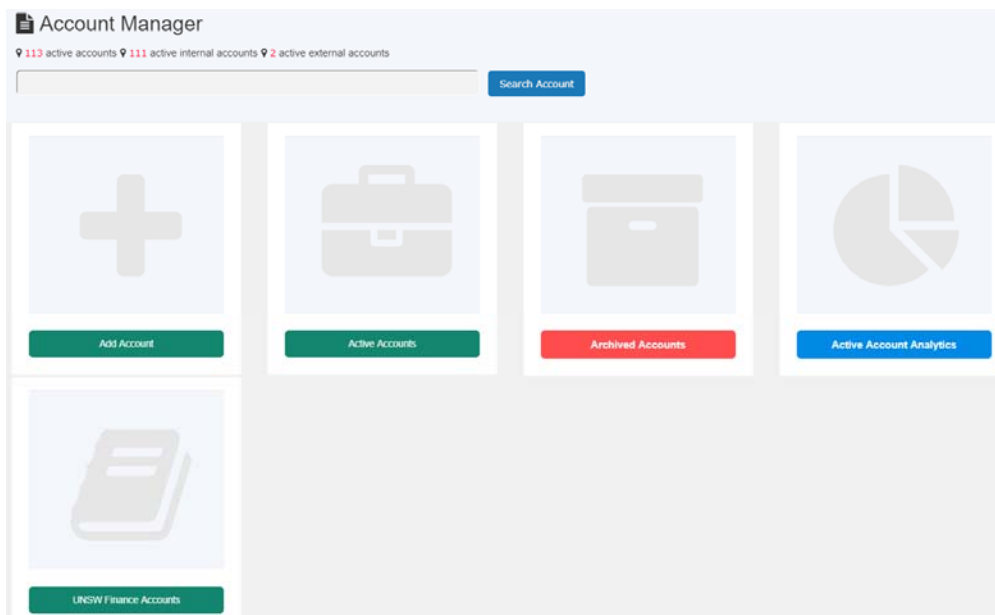 Account Manager
113 active accounts 111 active internal accounts 2 active external accounts
Search Account
Add Account
Active Accounts
Archived Accounts
Active Account Analytics
UNSW Finance Accounts